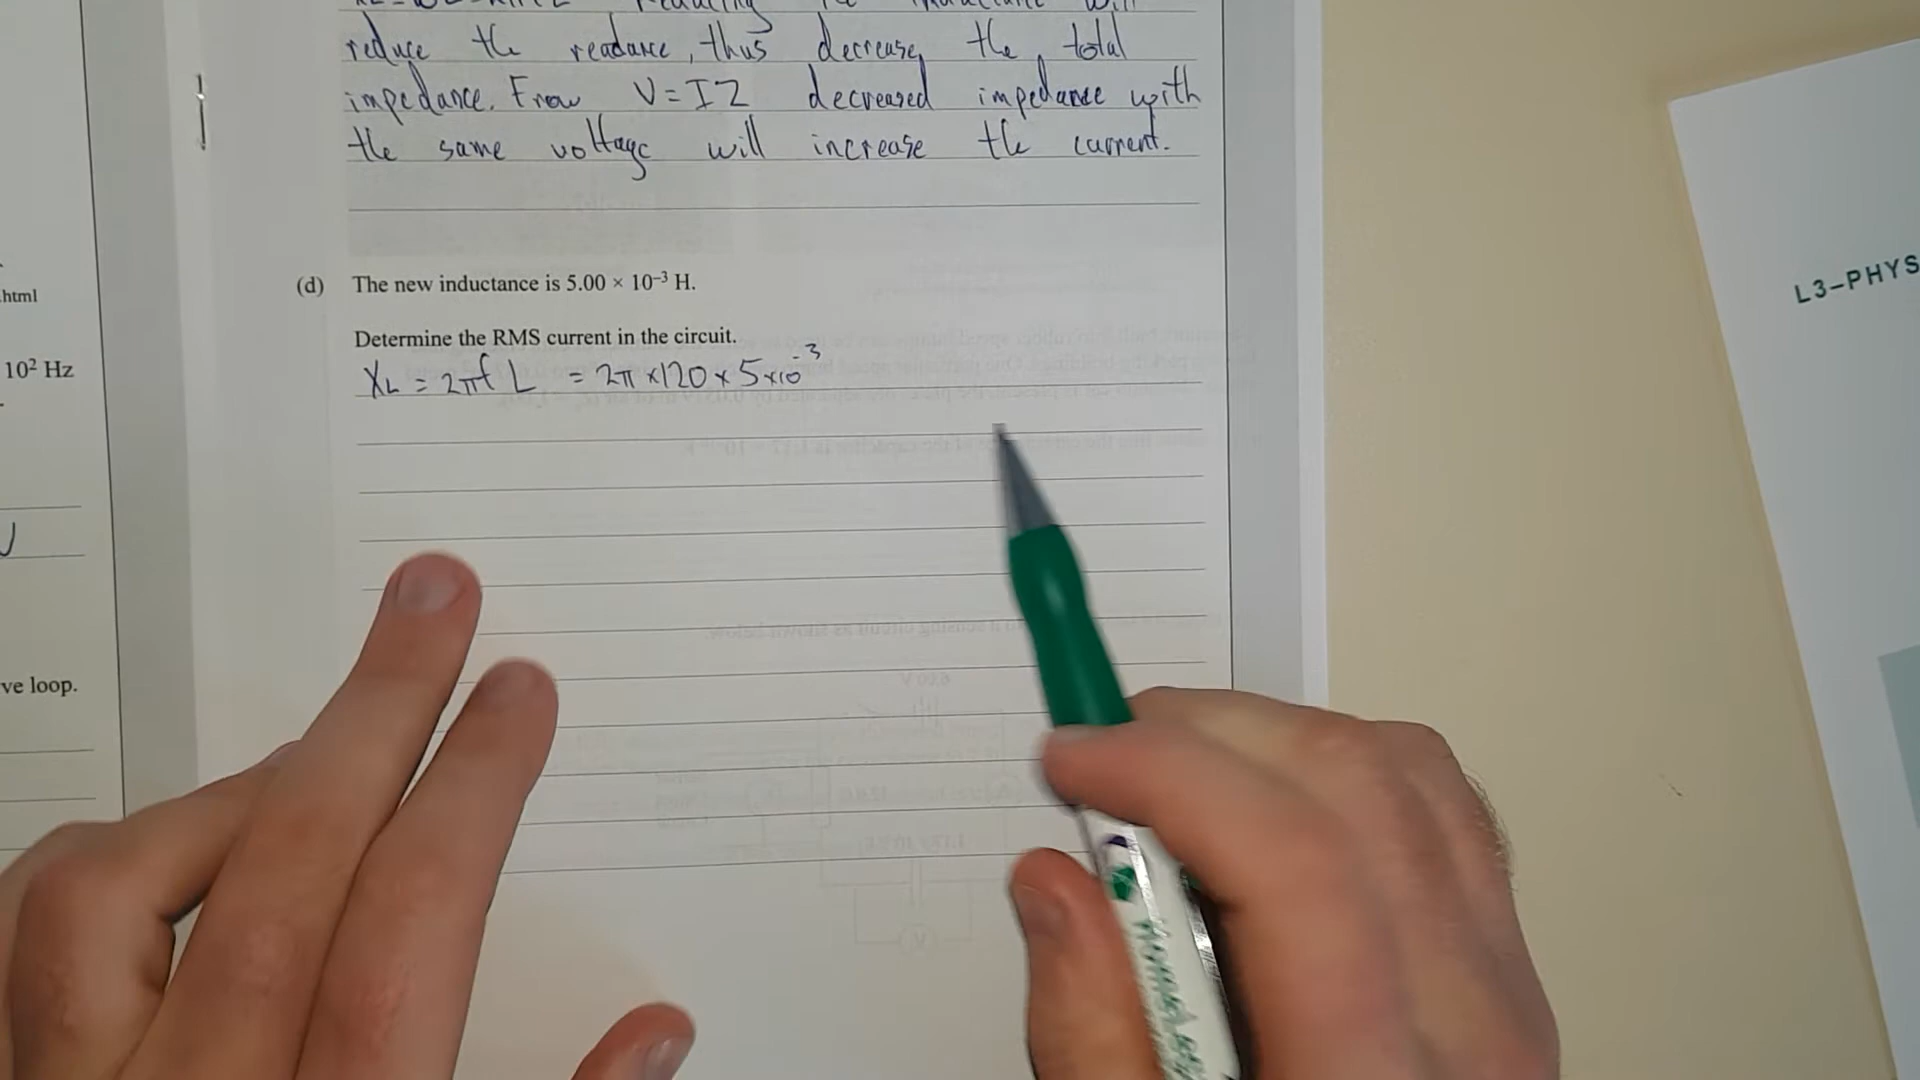 reduce the readance, thus decrease the total
impedance. From V=IZ decreased impedance with
the same voltage will increase the current.
(d) The new inductance is 5.00 × 10⁻³ H.
Determine the RMS current in the circuit.
XL = 2πf L = 2π ×120 × 5×10⁻³
.html
10² Hz
ve loop.
L3–PHYS